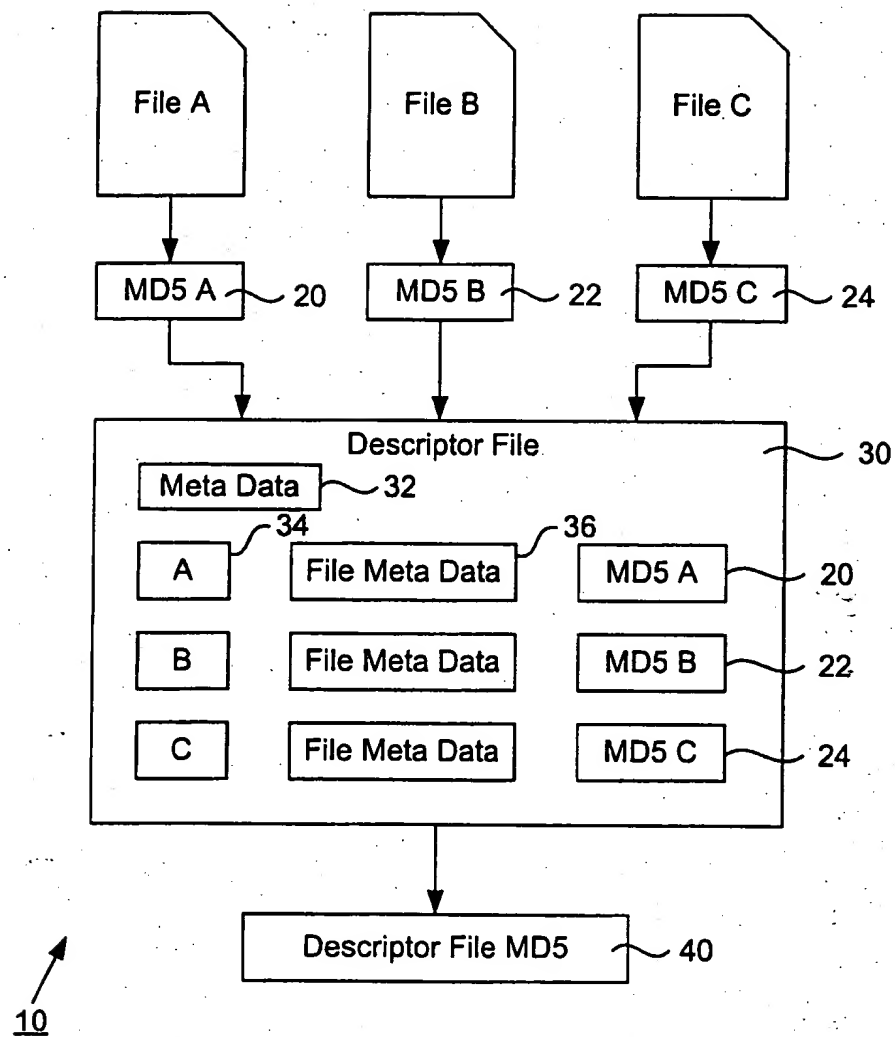 File A
File B
File C
MD5 A
20
MD5 B
22
MD5 C
24
Descriptor File
30
Meta Data
32
34
36
A
File Meta Data
MD5 A
20
B
File Meta Data
MD5 B
22
C
File Meta Data
MD5 C
24
Descriptor File MD5
40
10